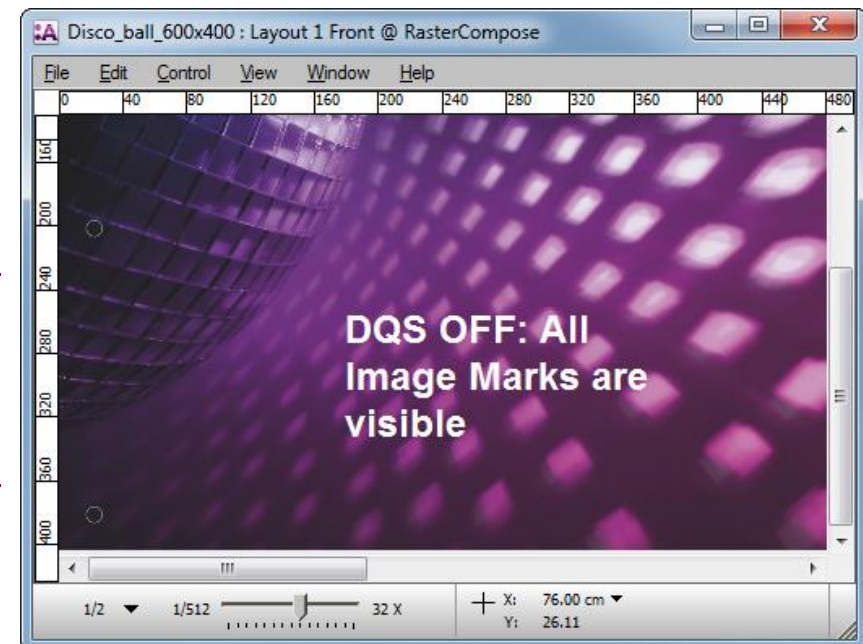 :A Disco_ball_600x400 : Layout 1 Front @ RasterCompose
File Edit Control View Window Help
0 40 80 120 160 200 240 280 320 360 400 440 480
160
200
240
280
320
360
400
DQS OFF: All
Image Marks are
visible
1/2 1/512 32 X X: 76.00 cm
Y: 26.11